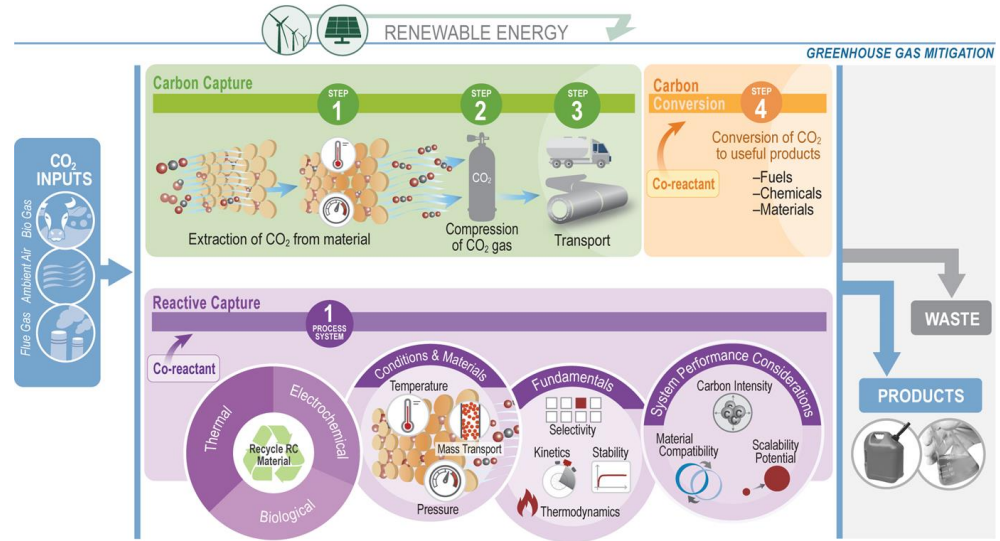 RENEWABLE ENERGY
GREENHOUSE GAS MITIGATION
CO₂
INPUTS
Bio Gas
Ambient Air
Flue Gas
Carbon Capture
STEP
1
STEP
2
STEP
3
CO₂
Extraction of CO₂ from material
Compression
of CO₂ gas
Transport
Carbon
Conversion
STEP
4
Co-reactant
Conversion of CO₂
to useful products
–Fuels
–Chemicals
–Materials
Reactive Capture
1
PROCESS
SYSTEM
Co-reactant
Thermal
Electrochemical
Biological
Recycle RC
Material
Conditions & Materials
Temperature
Mass Transport
Pressure
Fundamentals
Selectivity
Kinetics
Stability
Thermodynamics
System Performance Considerations
Carbon Intensity
Material
Compatibility
Scalability
Potential
WASTE
PRODUCTS